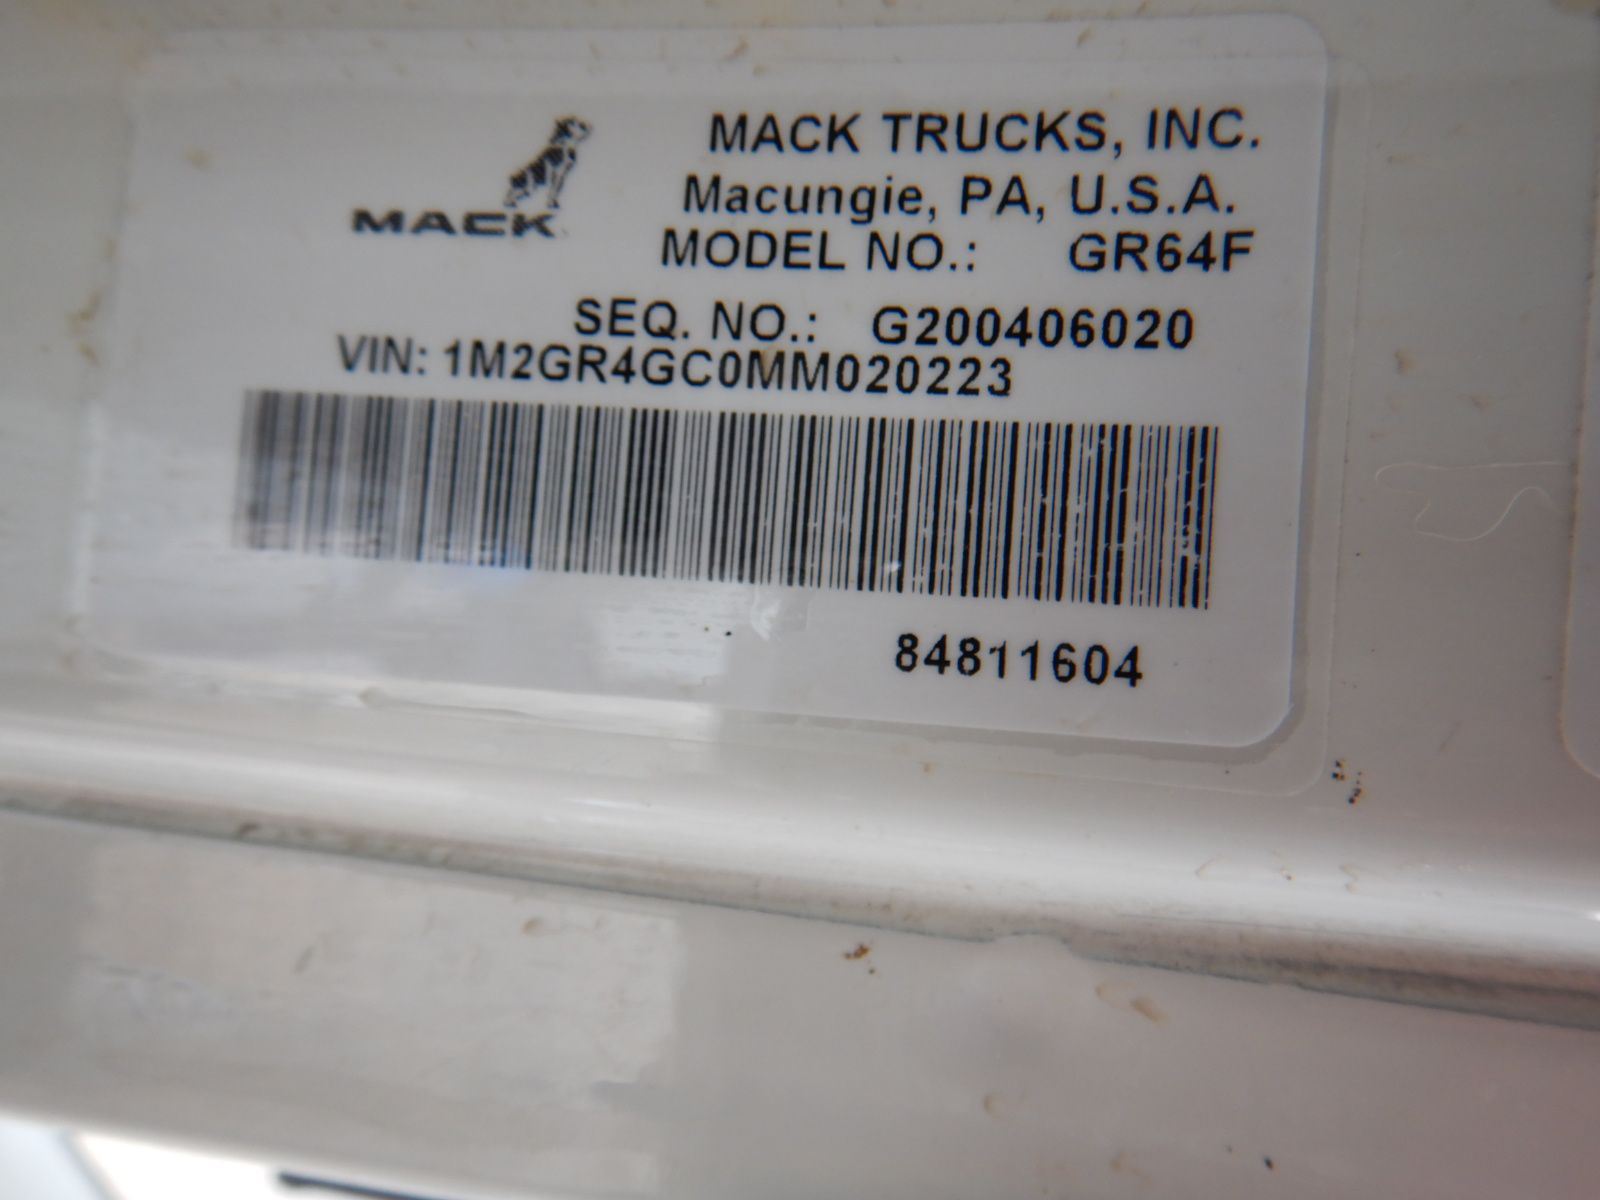 MACK
MACK TRUCKS, INC.
Macungie, PA, U.S.A.
MODEL NO.: GR64F
SEQ. NO.: G200406020
VIN: 1M2GR4GC0MM020223
84811604